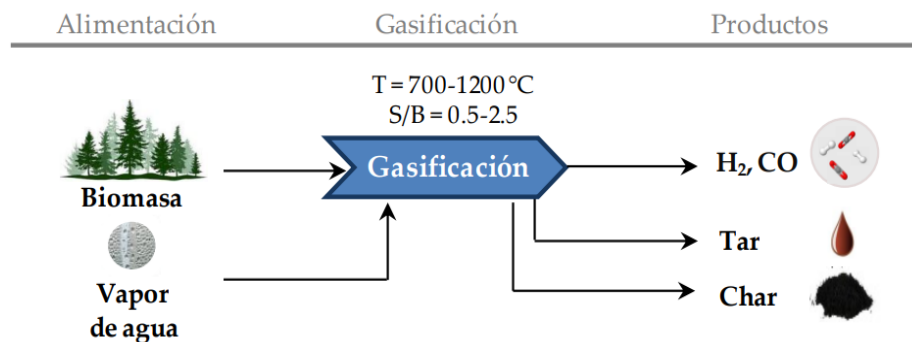 Alimentación
Gasificación
Productos
T = 700-1200 °C
S/B = 0.5-2.5
Gasificación
Biomasa
Vapor
de agua
H₂, CO
Tar
Char